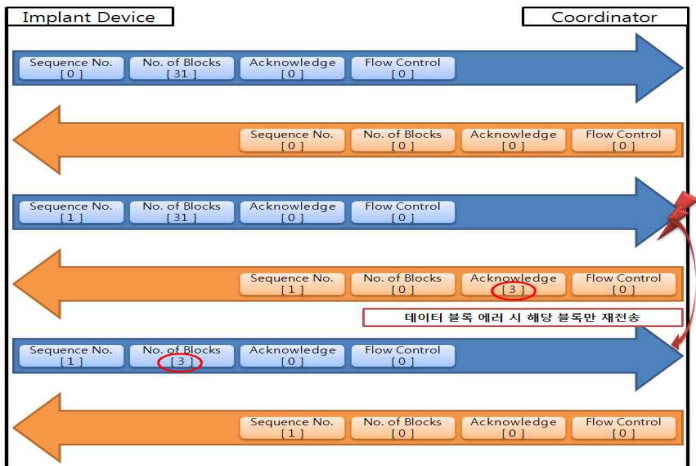 Implant Device
Coordinator
Sequence No. No. of Blocks Acknowledge Flow Control
[ 0 ] [ 31 ] [ 0 ] [ 0 ]
Sequence No. No. of Blocks Acknowledge Flow Control
[ 0 ] [ 0 ] [ 0 ] [ 0 ]
Sequence No. No. of Blocks Acknowledge Flow Control
[ 1 ] [ 31 ] [ 0 ] [ 0 ]
Sequence No. No. of Blocks Acknowledge Flow Control
[ 1 ] [ 0 ] [ 3 ] [ 0 ]
데이터 블록 에러 시 해당 블록만 재전송
Sequence No. No. of Blocks Acknowledge Flow Control
[ 1 ] [ 3 ] [ 0 ] [ 0 ]
Sequence No. No. of Blocks Acknowledge Flow Control
[ 1 ] [ 0 ] [ 0 ] [ 0 ]